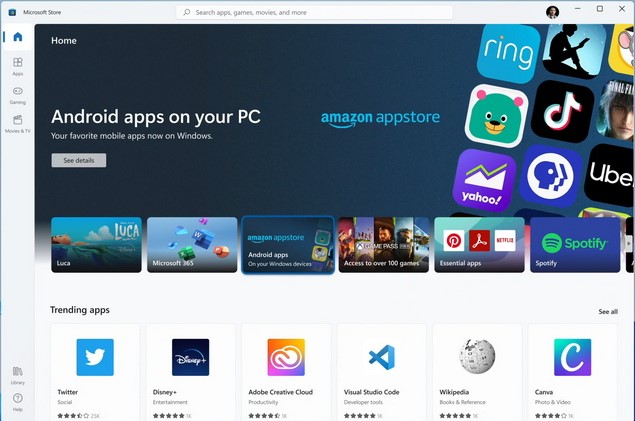 Microsoft Store
Search apps, games, movies, and more
Home
Apps
Gaming
Movies & TV
Android apps on your PC
Your favorite mobile apps now on Windows.
See details
amazon appstore
ring
yahoo!
Uber
FINAL FANTASY
LUCA
Luca
Microsoft 365
amazon appstore
Android apps
On your Windows devices
XBOX GAME PASS
Access to over 100 games
NETFLIX
Essential apps
Spotify
Spotify
Trending apps
See all
Twitter
Social
25K
Disney+
Disney+
Entertainment
1K
Adobe Creative Cloud
Productivity
1K
Visual Studio Code
Developer tools
1K
Wikipedia
Books & Reference
1K
C
Canva
Photo & Video
1K
Library
Help